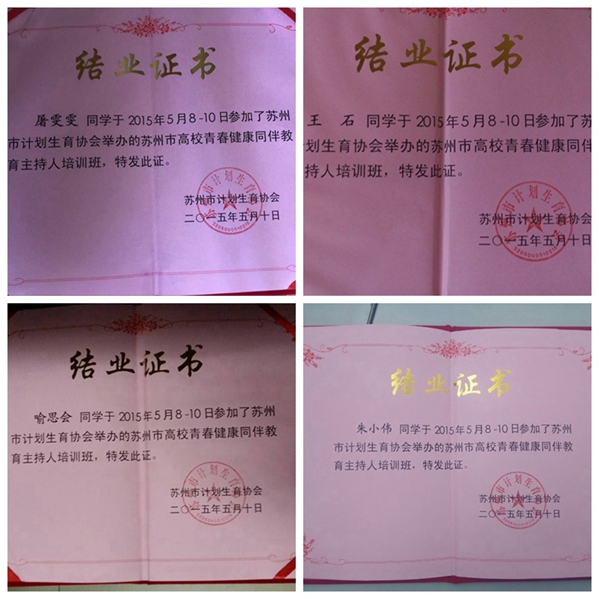 结业证书
屠雯雯 同学于2015年5月8-10日参加了苏州
市计划生育协会举办的苏州市高校青春健康同伴教
育主持人培训班，特发此证。
苏州市计划生育协会
二〇一五年五月十日
结业证书
王 石 同学于2015年5月8-10日参加了苏州
市计划生育协会举办的苏州市高校青春健康同伴
育主持人培训班，特发此证。
苏州市计划生育协会
二〇一五年五月十日
结业证书
喻思会 同学于2015年5月8-10日参加了苏州
市计划生育协会举办的苏州市高校青春健康同伴教
育主持人培训班，特发此证。
苏州市计划生育协会
二〇一五年五月十日
结业证书
朱小伟 同学于2015年5月8-10日参加了苏州
市计划生育协会举办的苏州市高校青春健康同伴教
育主持人培训班，特发此证。
苏州市计划生育协会
二〇一五年五月十日